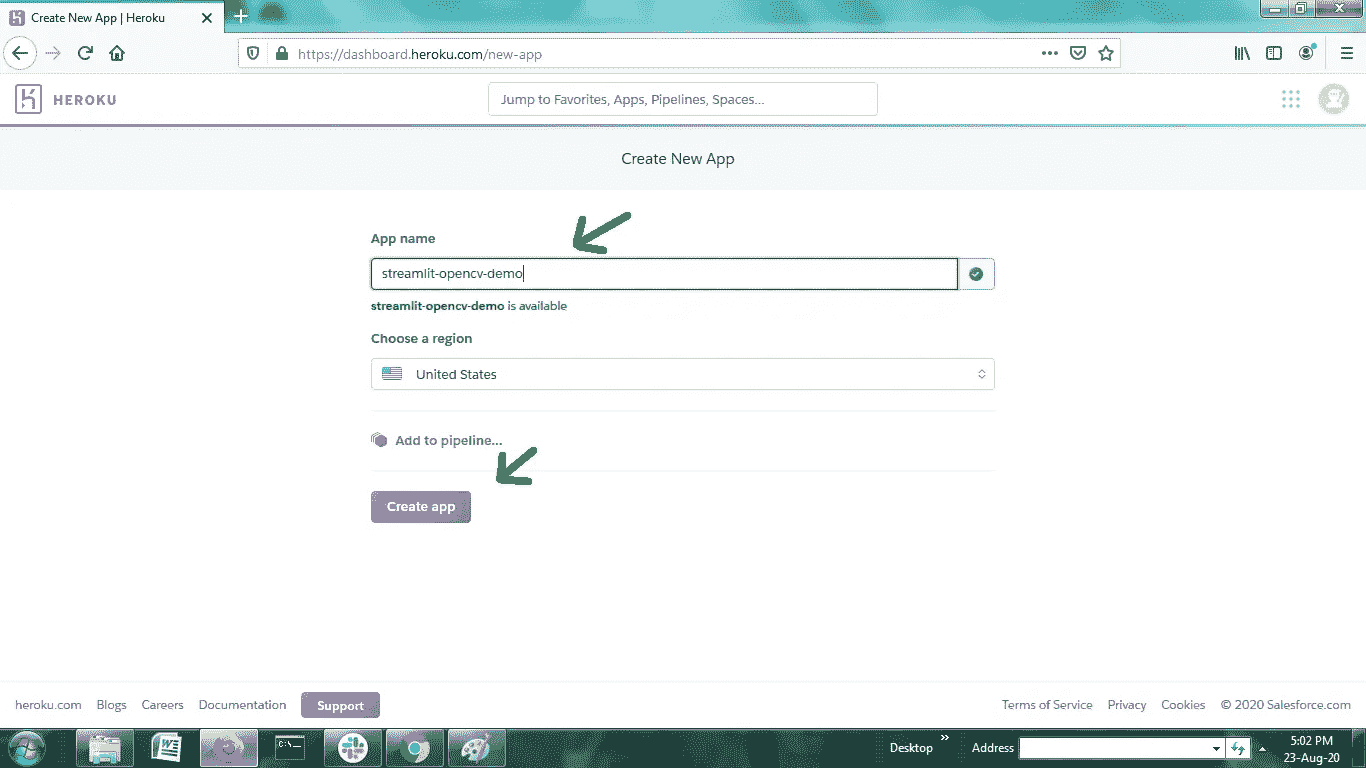 Create New App | Heroku
https://dashboard.heroku.com/new-app
HEROKU
Jump to Favorites, Apps, Pipelines, Spaces...
Create New App
App name
streamlit-opencv-demo
streamlit-opencv-demo is available
Choose a region
United States
Add to pipeline...
Create app
heroku.com Blogs Careers Documentation Support
Terms of Service Privacy Cookies © 2020 Salesforce.com
Desktop » Address
5:02 PM
23-Aug-20